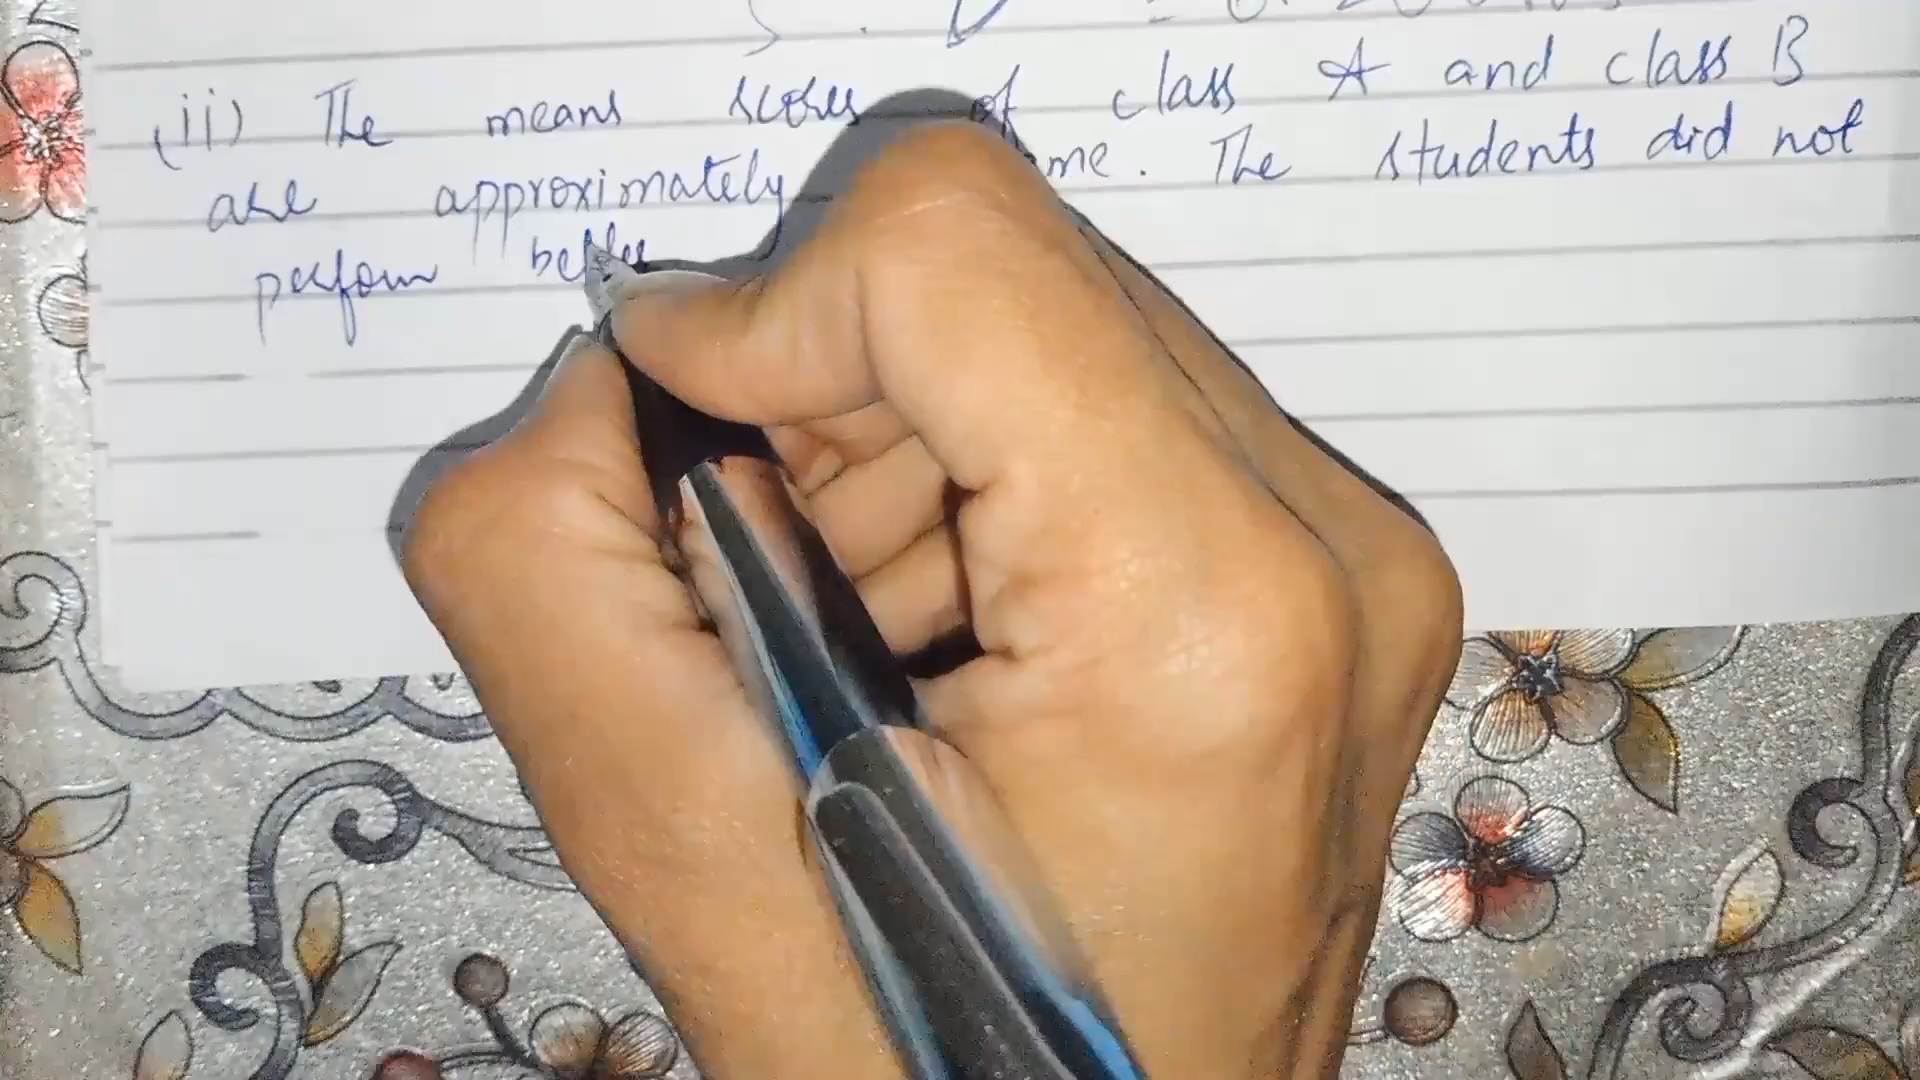 S. D =
(ii) The means scores of class A and class B
are approximately me. The students did not
perform better